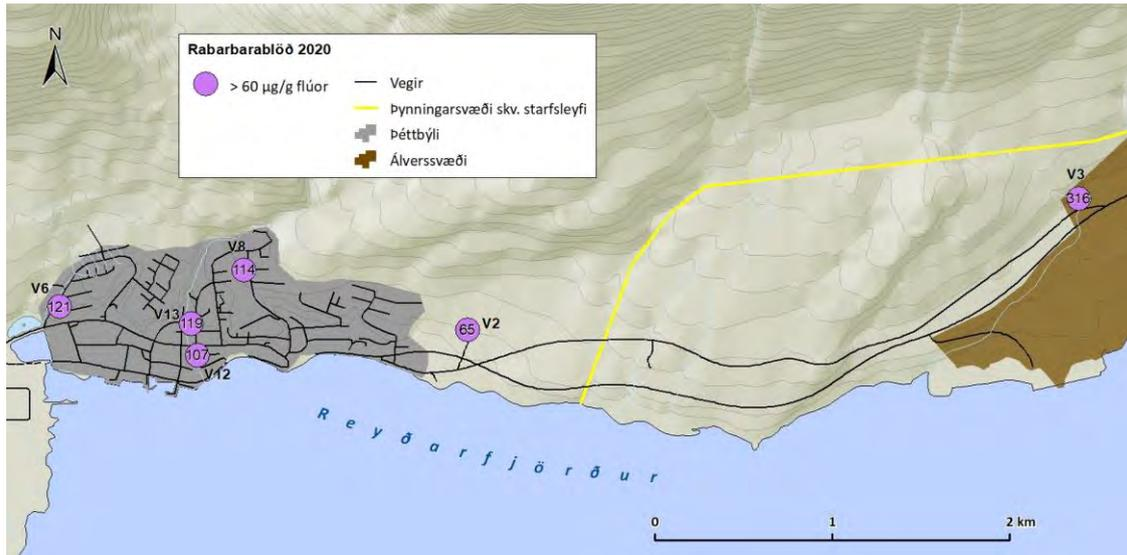 N
Rabarbarablöð 2020
> 60 µg/g flúor
Vegir
Þynningarsvæði skv. starfsleyfi
Þéttbýli
Álverssvæði
V3
316
V8
114
V6
121
V13
119
65
V2
107
V12
Reyðarfjörður
0 1 2 km